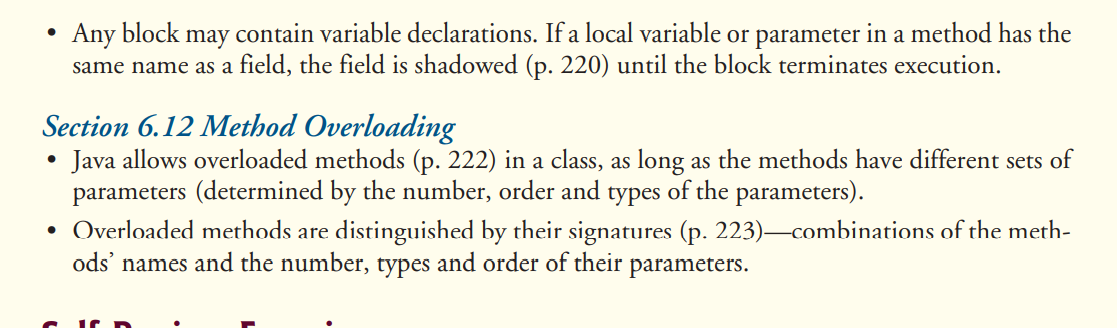 • Any block may contain variable declarations. If a local variable or parameter in a method has the
same name as a field, the field is shadowed (p. 220) until the block terminates execution.
Section 6.12 Method Overloading
• Java allows overloaded methods (p. 222) in a class, as long as the methods have different sets of
parameters (determined by the number, order and types of the parameters).
• Overloaded methods are distinguished by their signatures (p. 223)—combinations of the meth-
ods’ names and the number, types and order of their parameters.